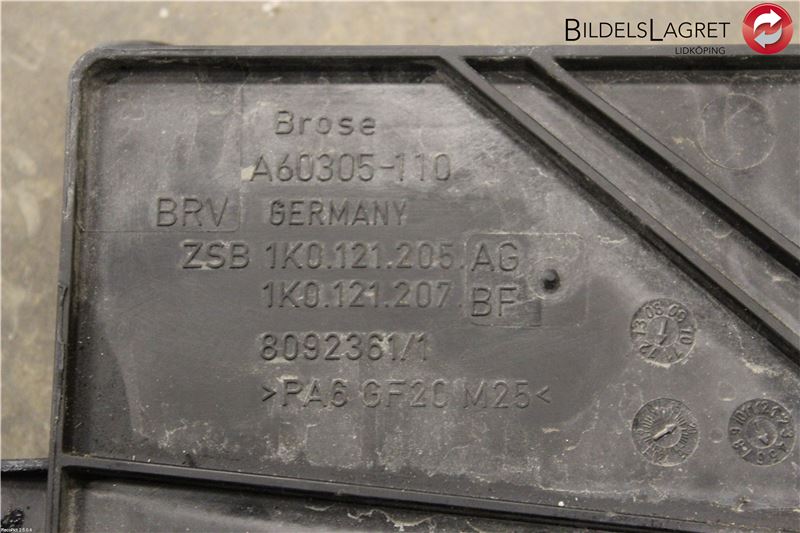 BILDELSLAGRET
LIDKÖPING
Brose
A60305-110
BRV GERMANY
ZSB 1K0.121.205.AG
1K0.121.207.BF
8092361/1
>PA6 GF20 M25<